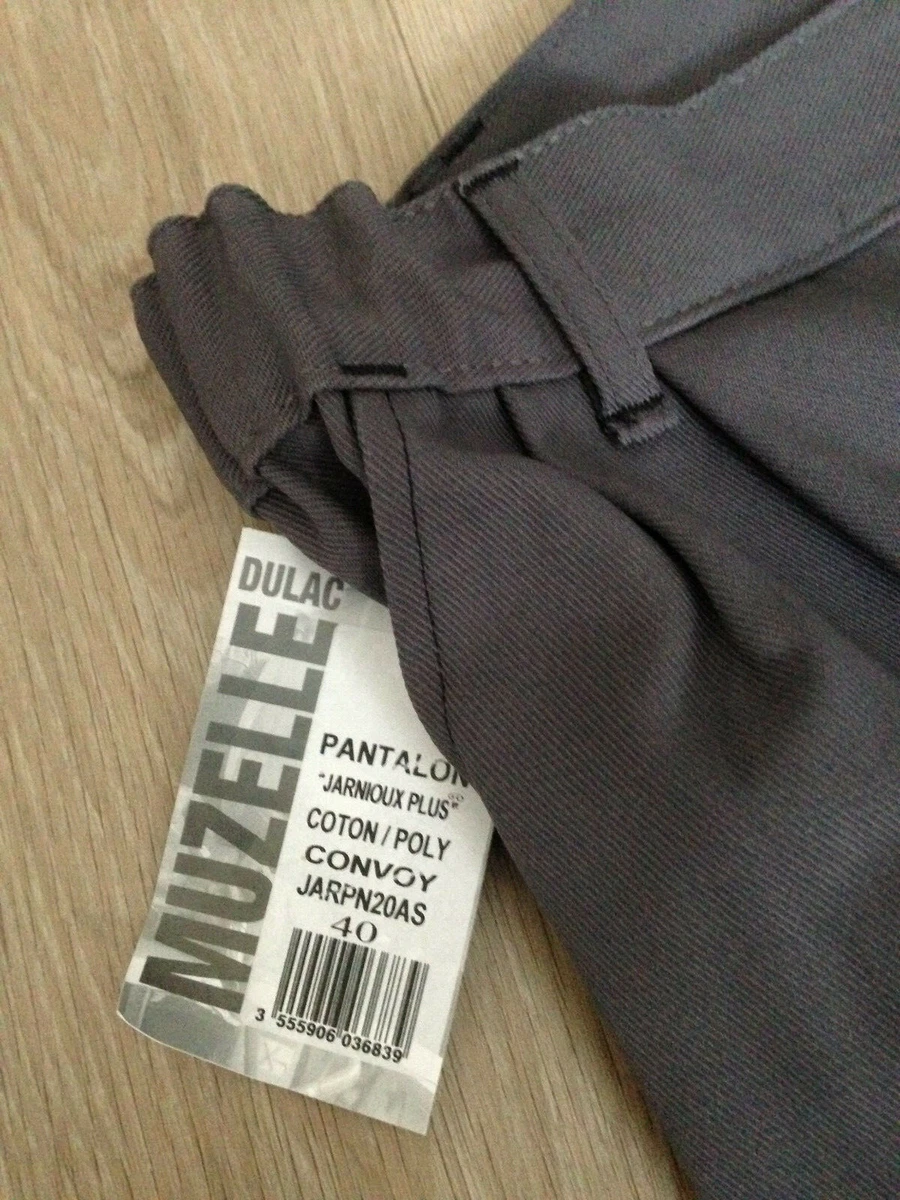 DULAC
MUZELLE
PANTALON
"JARNIOUX PLUS"
COTON / POLY
CONVOY
JARPN20AS
40
3 555906 036839